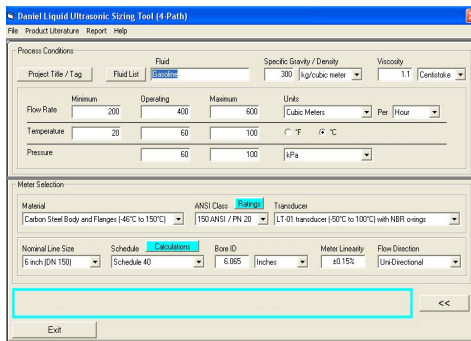 Daniel Liquid Ultrasonic Sizing Tool (4-Path)
File Product Literature Report Help
Process Conditions
Fluid Specific Gravity / Density Viscosity
Project Title / Tag Fluid List Gasoline 300 kg/cubic meter 1.1 Centistoke
Minimum Operating Maximum Units
Flow Rate 200 400 600 Cubic Meters Per Hour
Temperature 20 60 100 °F °C
Pressure 60 100 kPa
Meter Selection
Material ANSI Class Ratings Transducer
Carbon Steel Body and Flanges (-46°C to 150°C) 150 ANSI / PN 20 LT-01 transducer (-50°C to 100°C) with NBR o-rings
Nominal Line Size Schedule Calculations Bore ID Meter Linearity Flow Direction
6 inch (DN 150) Schedule 40 6.065 Inches ±0.15% Uni-Directional
<<
Exit